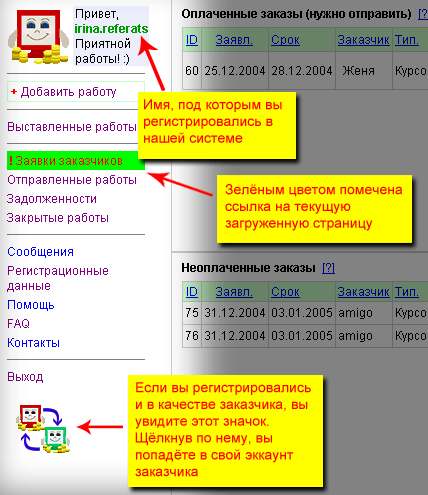 Привет,
irina.referats
Приятной
работы! :)
+ Добавить работу
Выставленные работы
! Заявки заказчиков
Отправленные работы
Задолженности
Закрытые работы
Сообщения
Регистрационные
данные
Помощь
FAQ
Контакты
Выход
Оплаченные заказы (нужно отправить) [?]
ID Заявл. Срок Заказчик Тип.
60 25.12.2004 28.12.2004 Женя Курсо
Имя, под которым вы
регистрировались в
нашей системе
Зелёным цветом помечена
ссылка на текущую
загруженную страницу
Неоплаченные заказы [?]
ID Заявл. Срок Заказчик Тип.
75 31.12.2004 03.01.2005 amigo Курсо
76 31.12.2004 03.01.2005 amigo Курсо
Если вы регистрировались
и в качестве заказчика, вы
увидите этот значок.
Щёлкнув по нему, вы
попадёте в свой эккаунт
заказчика